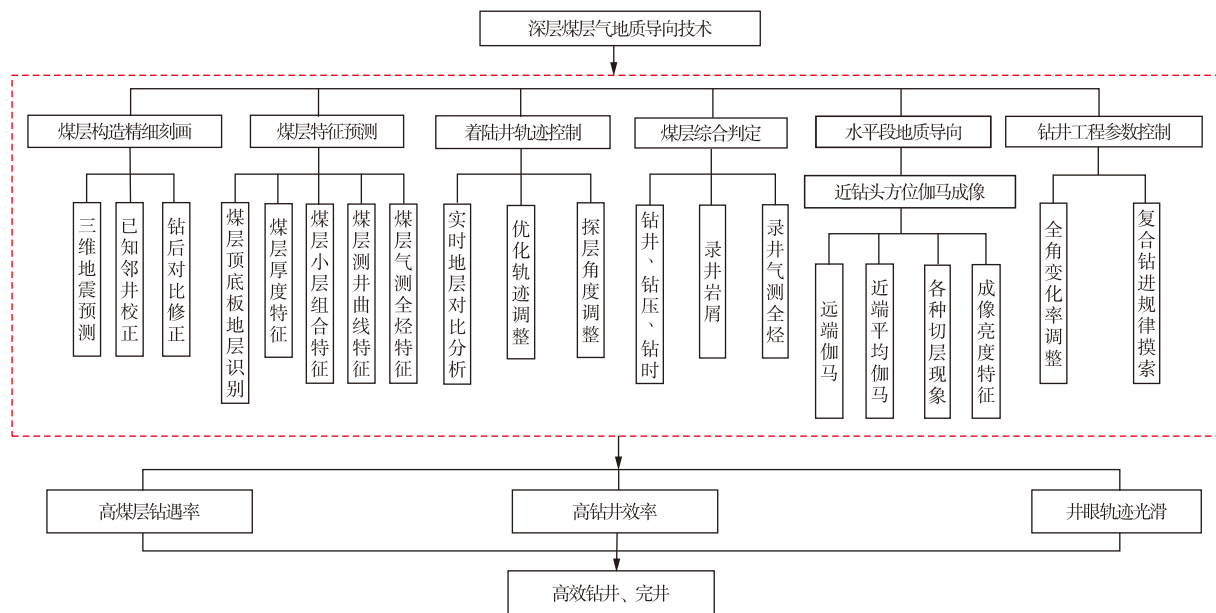 深层煤层气地质导向技术
煤层构造精细刻画
煤层特征预测
着陆井轨迹控制
煤层综合判定
水平段地质导向
钻井工程参数控制
近钻头方位伽马成像
三维地震预测
已知邻井校正
钻后对比修正
煤层顶底板地层识别
煤层厚度特征
煤层小层组合特征
煤层测井曲线特征
煤层气测全烃特征
实时地层对比分析
优化轨迹调整
探层角度调整
钻井、钻压、钻时
录井岩屑
录井气测全烃
远端伽马
近端平均伽马
各种切层现象
成像亮度特征
全角变化率调整
复合钻进规律摸索
高煤层钻遇率
高钻井效率
井眼轨迹光滑
高效钻井、完井